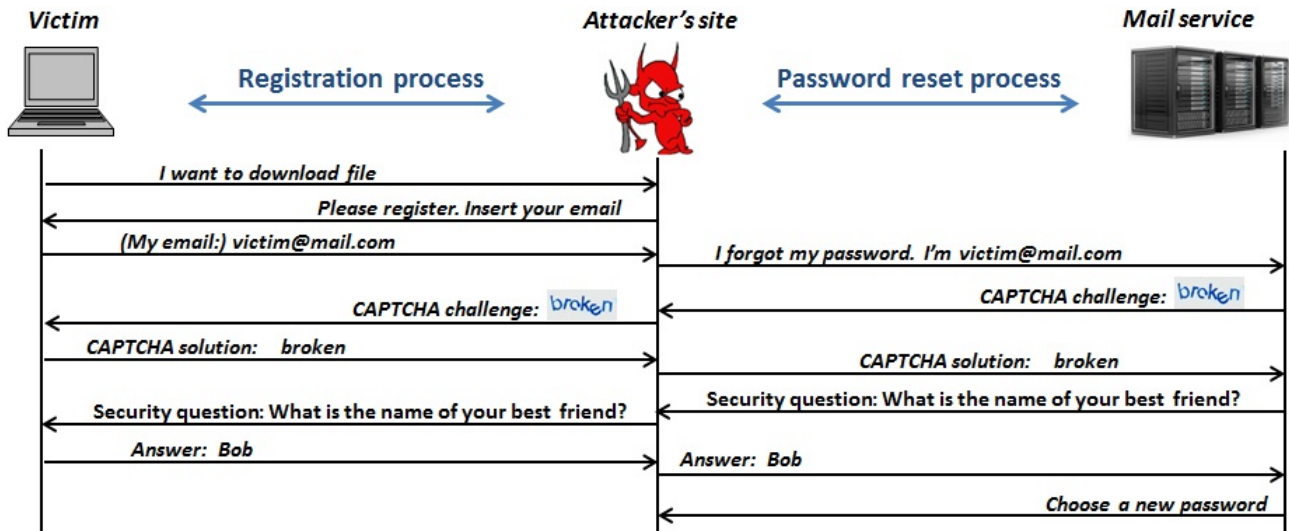 Victim
Attacker's site
Mail service
Registration process
Password reset process
I want to download file
Please register. Insert your email
(My email:) victim@mail.com
I forgot my password. I'm victim@mail.com
CAPTCHA challenge: broken
CAPTCHA challenge: broken
CAPTCHA solution: broken
CAPTCHA solution: broken
Security question: What is the name of your best friend?
Security question: What is the name of your best friend?
Answer: Bob
Answer: Bob
Choose a new password